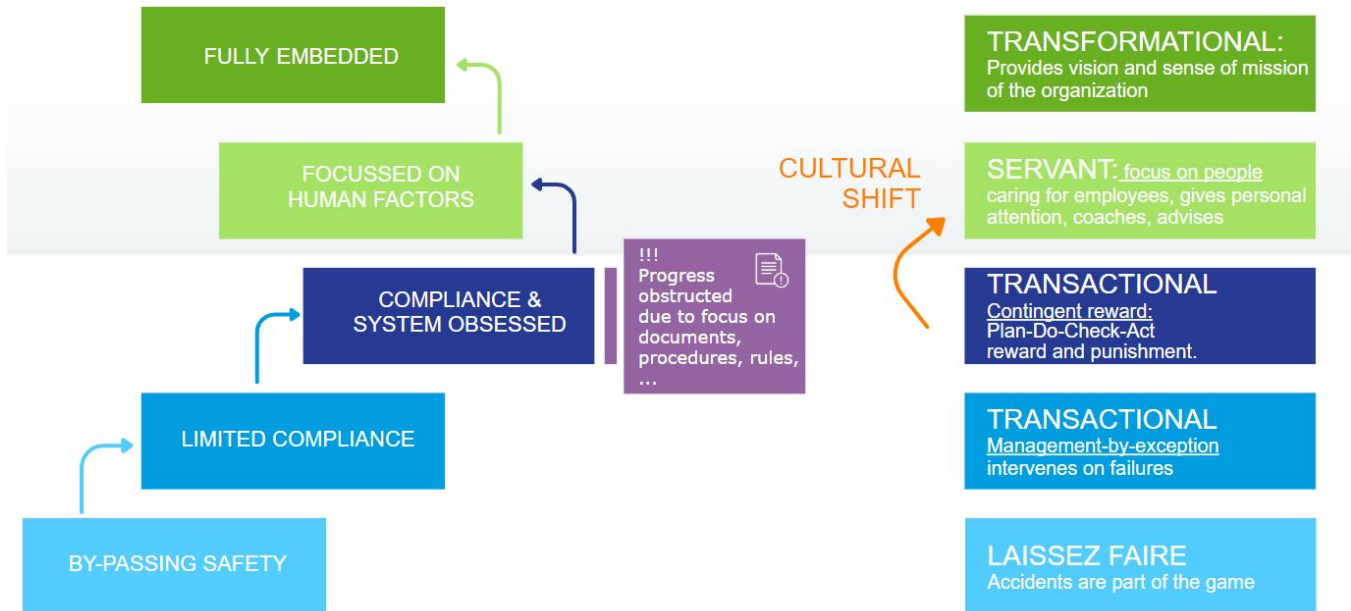 FULLY EMBEDDED
TRANSFORMATIONAL:
Provides vision and sense of mission
of the organization
FOCUSSED ON
HUMAN FACTORS
CULTURAL
SHIFT
SERVANT: focus on people
caring for employees, gives personal
attention, coaches, advises
COMPLIANCE &
SYSTEM OBSESSED
!!!
Progress
obstructed
due to focus on
documents,
procedures, rules,
...
TRANSACTIONAL
Contingent reward:
Plan-Do-Check-Act
reward and punishment.
LIMITED COMPLIANCE
TRANSACTIONAL
Management-by-exception
intervenes on failures
BY-PASSING SAFETY
LAISSEZ FAIRE
Accidents are part of the game